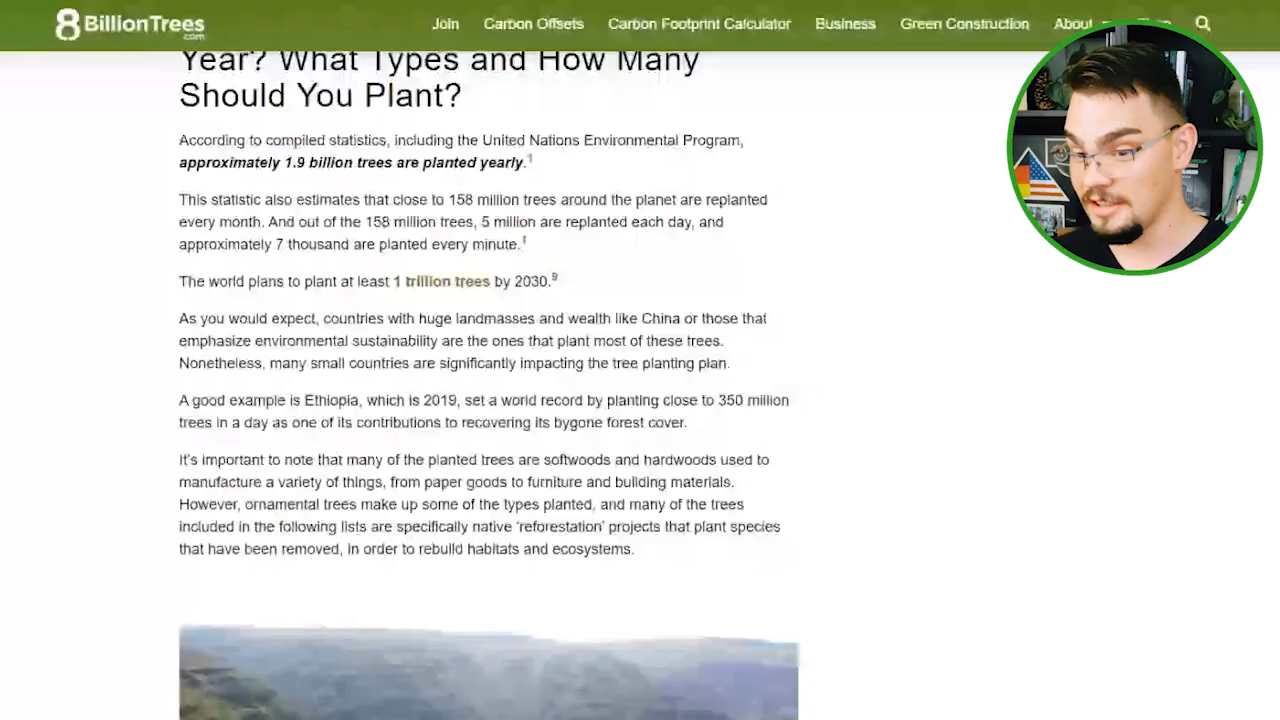 8 BillionTrees
.com
Join
Carbon Offsets
Carbon Footprint Calculator
Business
Green Construction
About
Year? What Types and How Many
Should You Plant?
According to compiled statistics, including the United Nations Environmental Program,
approximately 1.9 billion trees are planted yearly.1
This statistic also estimates that close to 158 million trees around the planet are replanted
every month. And out of the 158 million trees, 5 million are replanted each day, and
approximately 7 thousand are planted every minute.1
The world plans to plant at least 1 trillion trees by 2030.9
As you would expect, countries with huge landmasses and wealth like China or those that
emphasize environmental sustainability are the ones that plant most of these trees.
Nonetheless, many small countries are significantly impacting the tree planting plan.
A good example is Ethiopia, which is 2019, set a world record by planting close to 350 million
trees in a day as one of its contributions to recovering its bygone forest cover.
It's important to note that many of the planted trees are softwoods and hardwoods used to
manufacture a variety of things, from paper goods to furniture and building materials.
However, ornamental trees make up some of the types planted, and many of the trees
included in the following lists are specifically native 'reforestation' projects that plant species
that have been removed, in order to rebuild habitats and ecosystems.